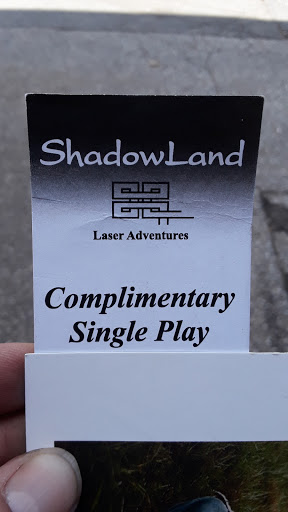 ShadowLand
Laser Adventures
Complimentary
Single Play